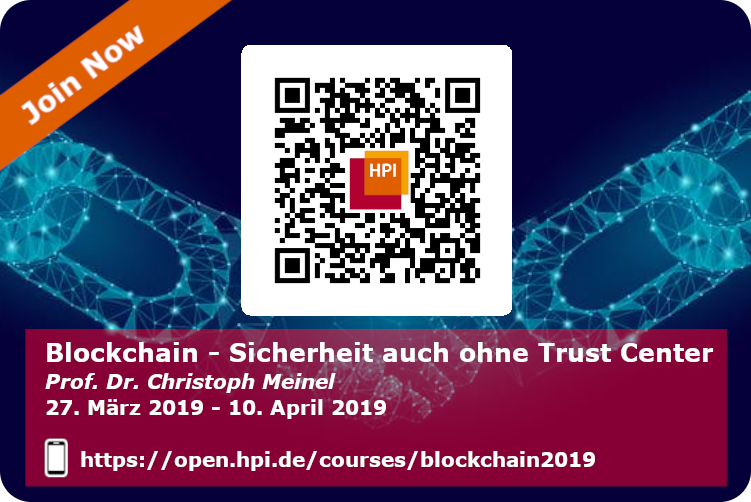 Join Now
HPI
Blockchain - Sicherheit auch ohne Trust Center
Prof. Dr. Christoph Meinel
27. März 2019 - 10. April 2019
https://open.hpi.de/courses/blockchain2019